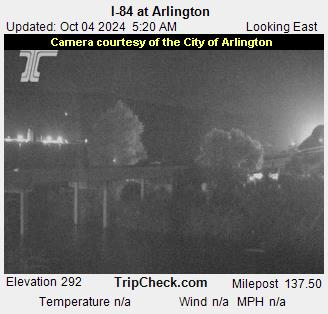 I-84 at Arlington
Updated: Oct 04 2024 5:20 AM Looking East
Camera courtesy of the City of Arlington
Elevation 292 TripCheck.com Milepost 137.50
Temperature n/a Wind n/a MPH n/a